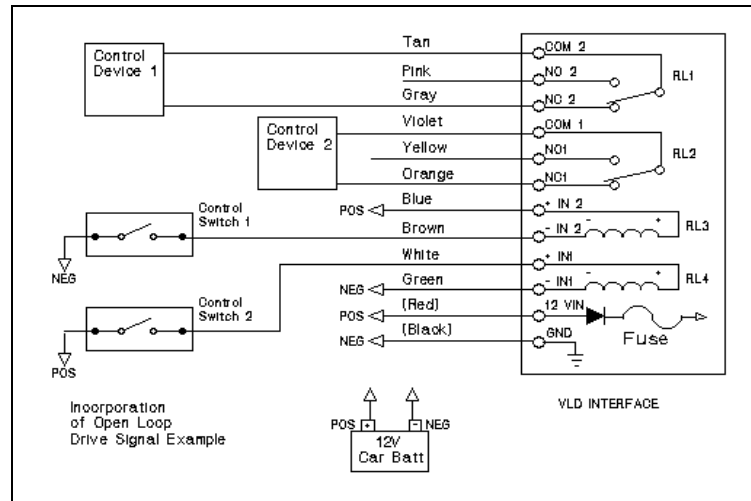 Control
Device 1
Tan
COM 2
Pink
NO 2
RL1
Gray
NC 2
Control
Device 2
Violet
COM 1
Yellow
NO1
RL2
Orange
NC1
POS
Blue
+ IN 2
Control
Switch 1
NEG
Brown
- IN 2
- +
RL3
White
+ IN1
NEG
Green
- IN1
- +
RL4
Control
Switch 2
POS
POS
(Red)
12 VIN
Fuse
NEG
(Black)
GND
Incorporation
of Open Loop
Drive Signal Example
POS + - NEG
12V
Car Batt
VLD INTERFACE